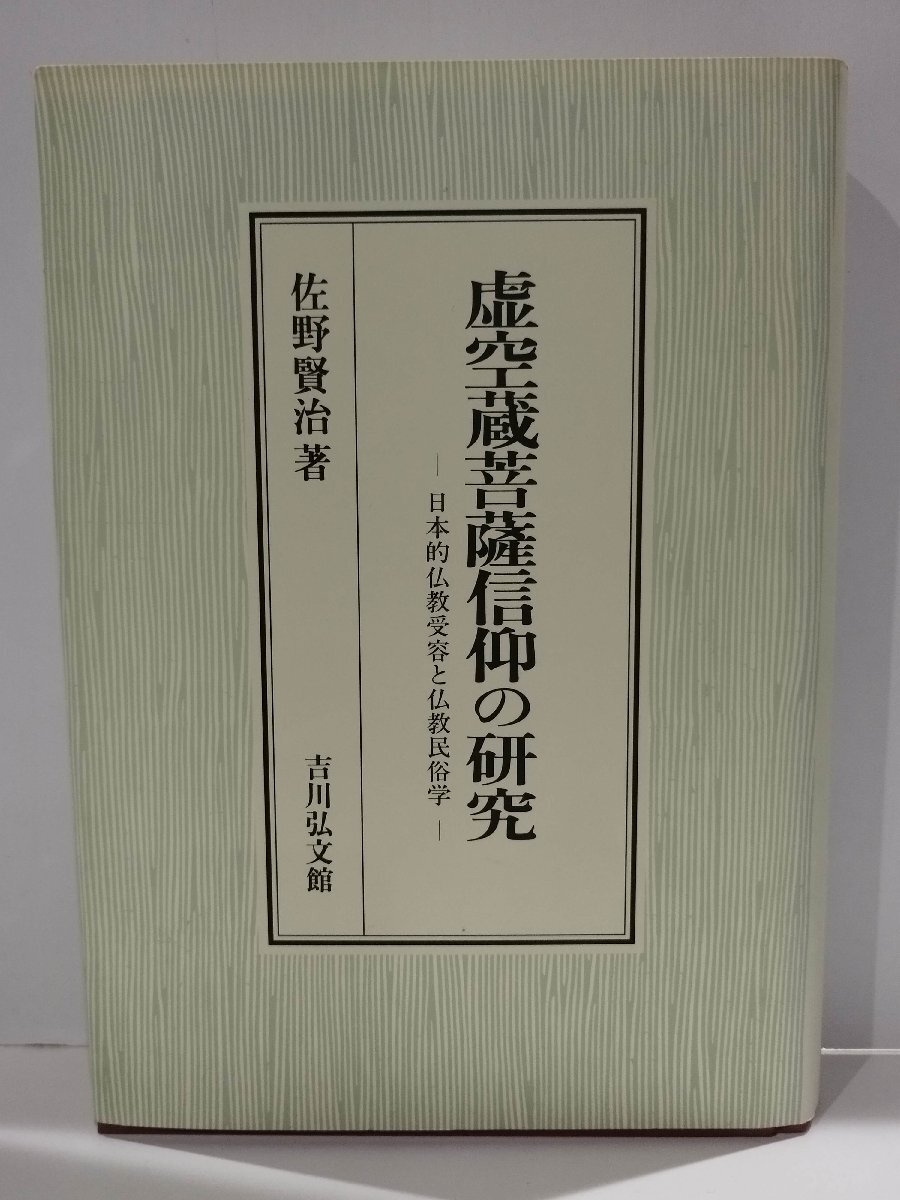 虚空蔵菩薩信仰の研究
―日本的仏教受容と仏教民俗学―
佐野賢治著
吉川弘文館